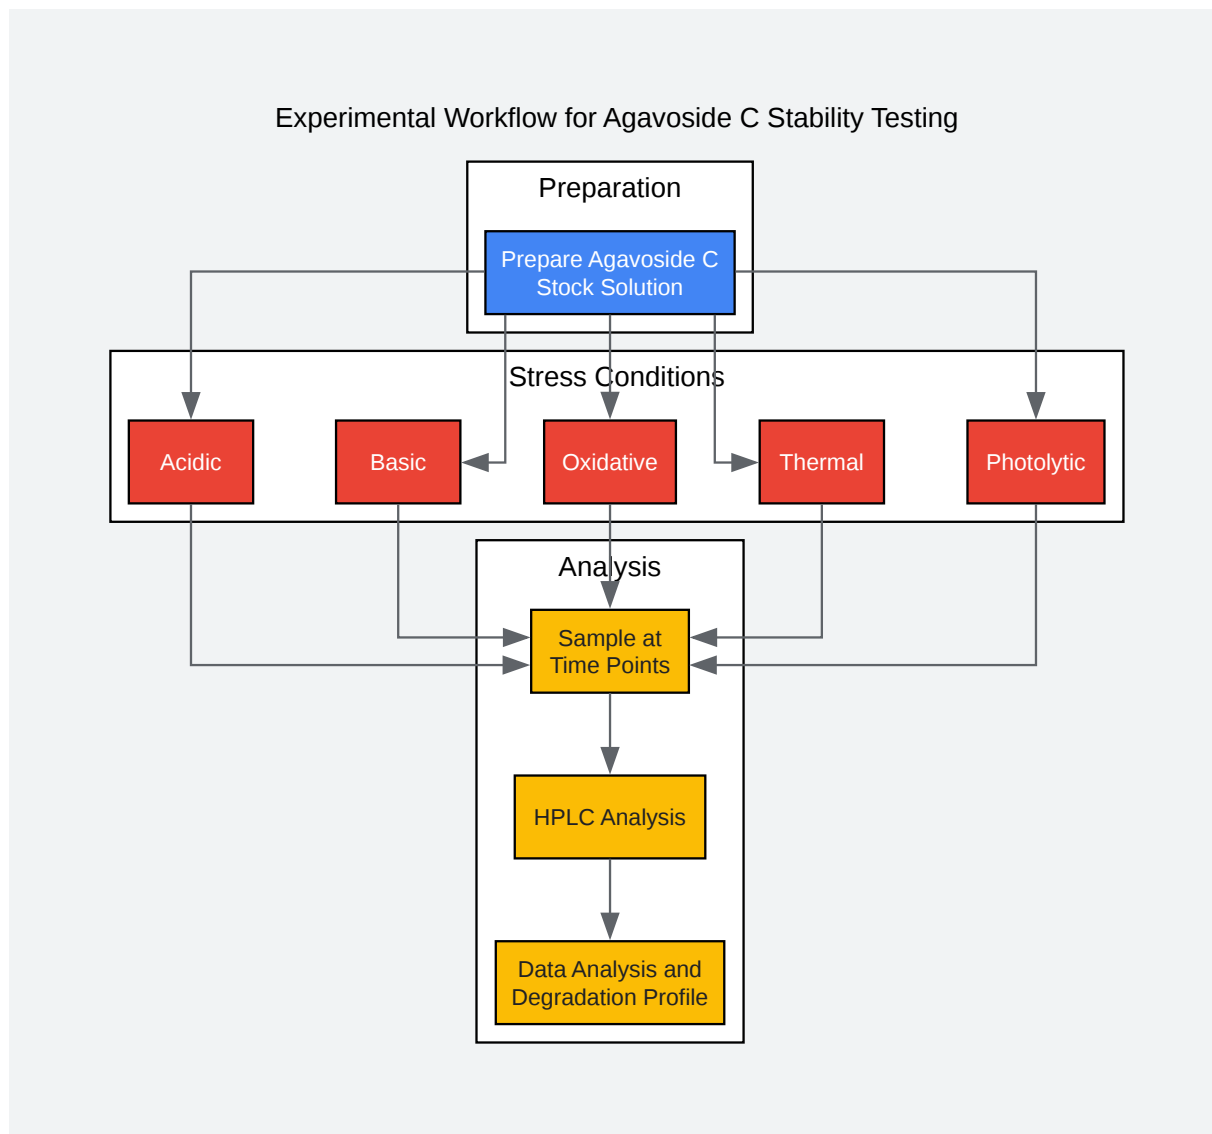 Experimental Workflow for Agavoside C Stability Testing
Preparation
Prepare Agavoside C
Stock Solution
Stress Conditions
Acidic
Basic
Oxidative
Thermal
Photolytic
Analysis
Sample at
Time Points
HPLC Analysis
Data Analysis and
Degradation Profile